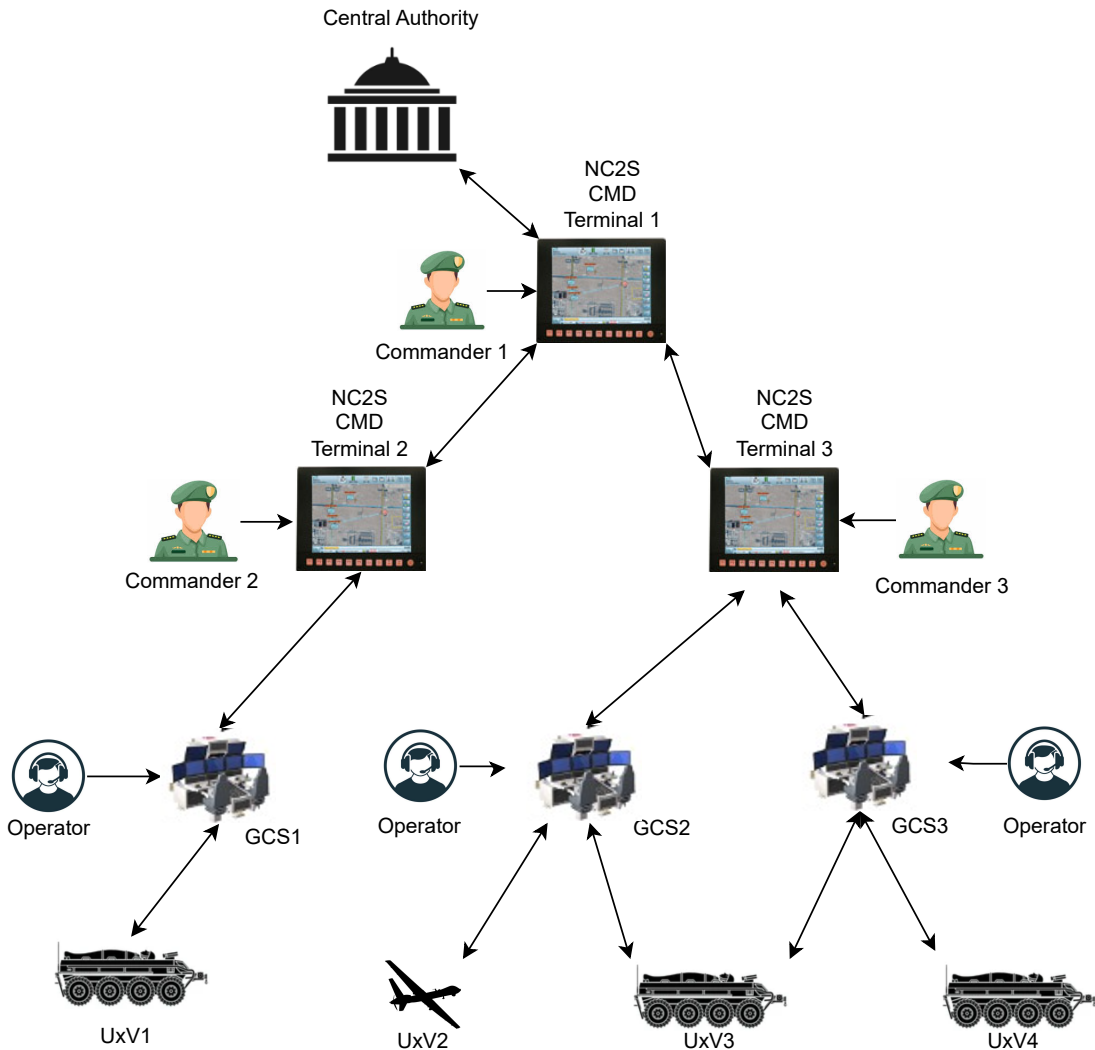 Central Authority
NC2S
CMD
Terminal 1
Commander 1
NC2S
CMD
Terminal 2
NC2S
CMD
Terminal 3
Commander 2
Commander 3
Operator
GCS1
Operator
GCS2
GCS3
Operator
UxV1
UxV2
UxV3
UxV4